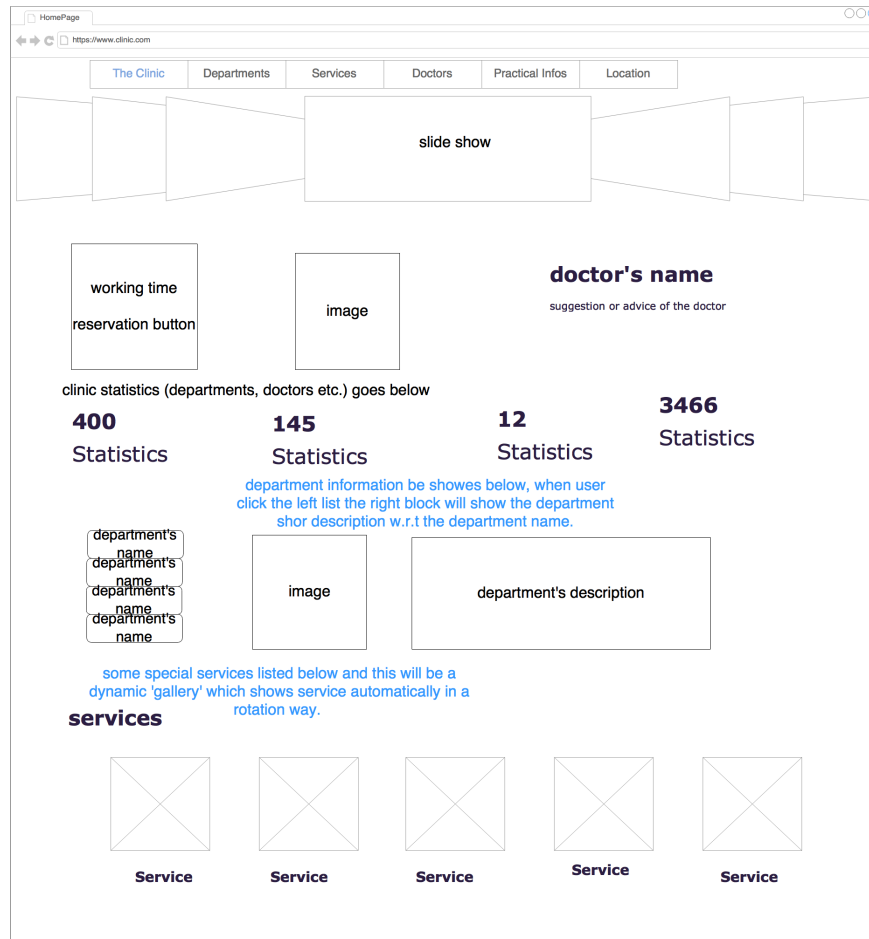 HomePage
https://www.clinic.com
The Clinic
Departments
Services
Doctors
Practical Infos
Location
slide show
working time
reservation button
image
doctor's name
suggestion or advice of the doctor
clinic statistics (departments, doctors etc.) goes below
400
Statistics
145
Statistics
12
Statistics
3466
Statistics
department information be showes below, when user
click the left list the right block will show the department
shor description w.r.t the department name.
department's
name
department's
name
department's
name
department's
name
image
department's description
some special services listed below and this will be a
dynamic 'gallery' which shows service automatically in a
rotation way.
services
Service
Service
Service
Service
Service